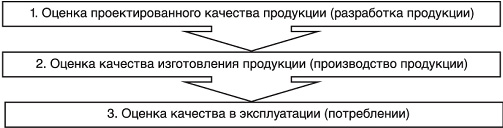 1. Оценка проектированного качества продукции (разработка продукции)
2. Оценка качества изготовления продукции (производство продукции)
3. Оценка качества в эксплуатации (потреблении)